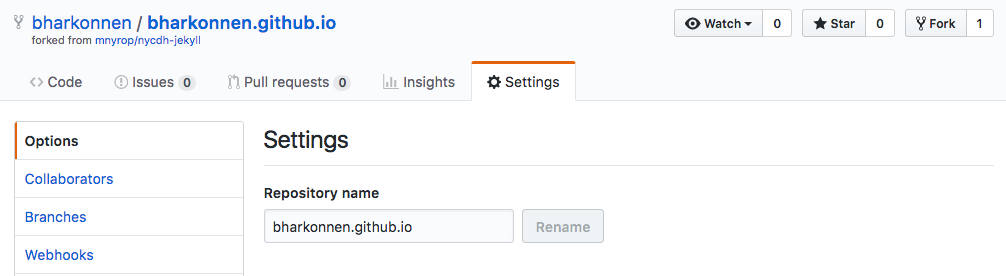 bharkonnen / bharkonnen.github.io
Watch 0 Star 0 Fork 1
forked from mnyrop/nycdh-jekyll
Code Issues 0 Pull requests 0 Insights Settings
Options
Settings
Collaborators
Repository name
Branches
bharkonnen.github.io Rename
Webhooks